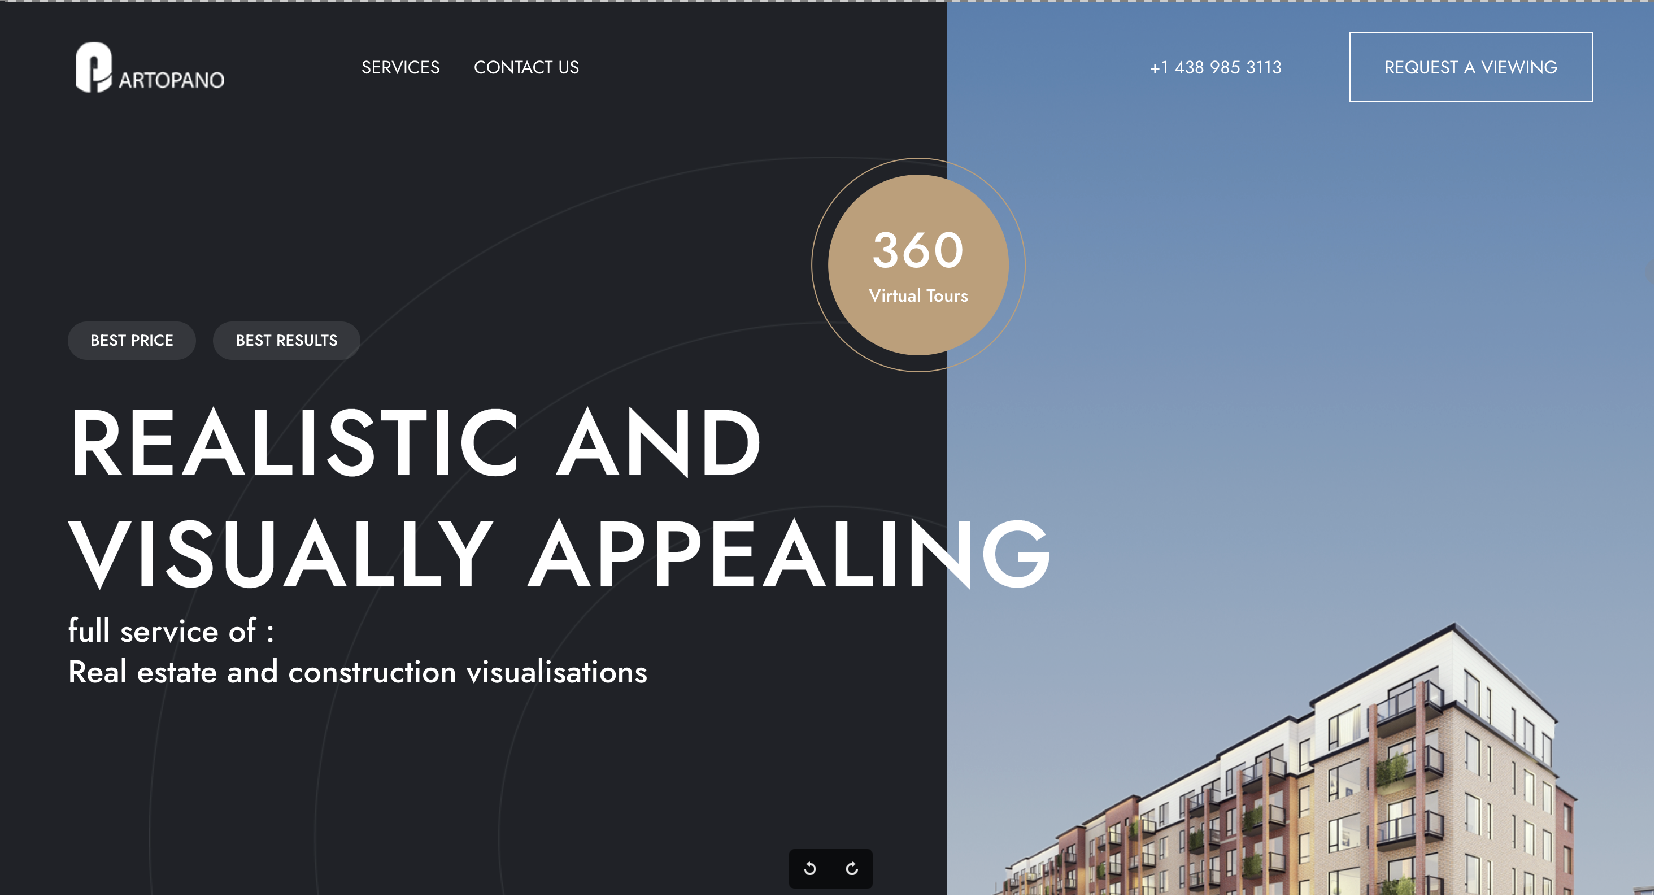 ARTOPANO
SERVICES
CONTACT US
+1 438 985 3113
REQUEST A VIEWING
360
Virtual Tours
BEST PRICE
BEST RESULTS
REALISTIC AND
VISUALLY APPEALING
full service of :
Real estate and construction visualisations